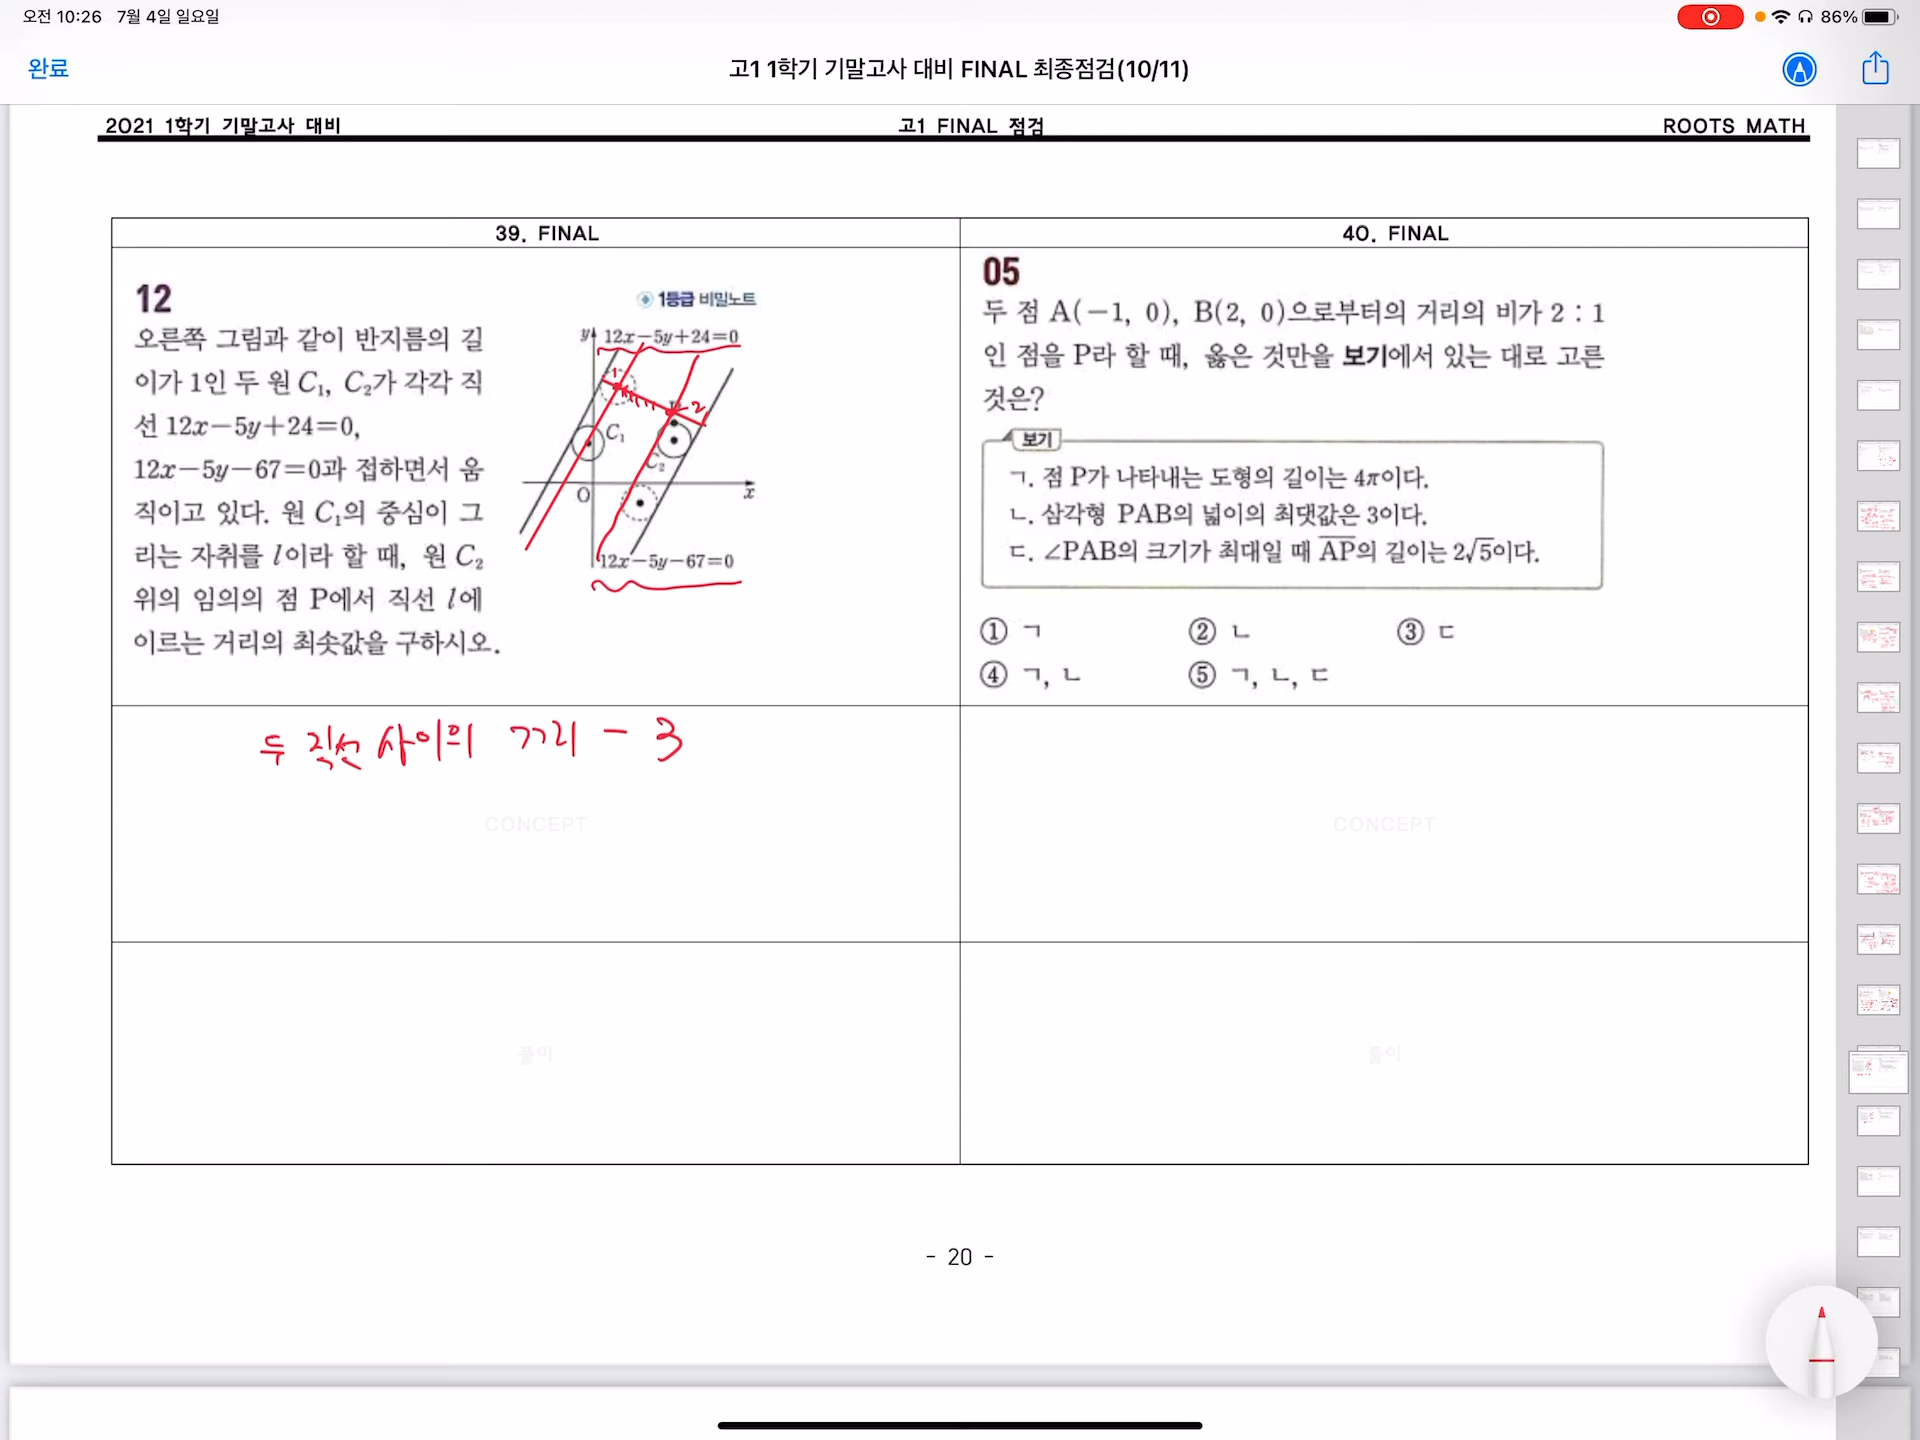 오전 10:26 7월 4일 일요일
86%
완료
고1 1학기 기말고사 대비 FINAL 최종점검(10/11)
2021 1학기 기말고사 대비
고1 FINAL 점검
ROOTS MATH
39. FINAL
12
1등급 비밀노트
오른쪽 그림과 같이 반지름의 길
이가 1인 두 원 C₁, C₂가 각각 직
선 12x−5y+24=0,
12x−5y−67=0과 접하면서 움
직이고 있다. 원 C₁의 중심이 그
리는 자취를 l이라 할 때, 원 C₂
위의 임의의 점 P에서 직선 l에
이르는 거리의 최솟값을 구하시오.
y
12x−5y+24=0
1
2
C₁
C₂
O
x
12x−5y−67=0
두 직선 사이의 거리 − 3
CONCEPT
풀이
40. FINAL
05
두 점 A(−1, 0), B(2, 0)으로부터의 거리의 비가 2 : 1
인 점을 P라 할 때, 옳은 것만을 보기에서 있는 대로 고른
것은?
보기
ㄱ. 점 P가 나타내는 도형의 길이는 4π이다.
ㄴ. 삼각형 PAB의 넓이의 최댓값은 3이다.
ㄷ. ∠PAB의 크기가 최대일 때 A͞P͞의 길이는 2√5이다.
① ㄱ ② ㄴ ③ ㄷ
④ ㄱ, ㄴ ⑤ ㄱ, ㄴ, ㄷ
CONCEPT
풀이
- 20 -